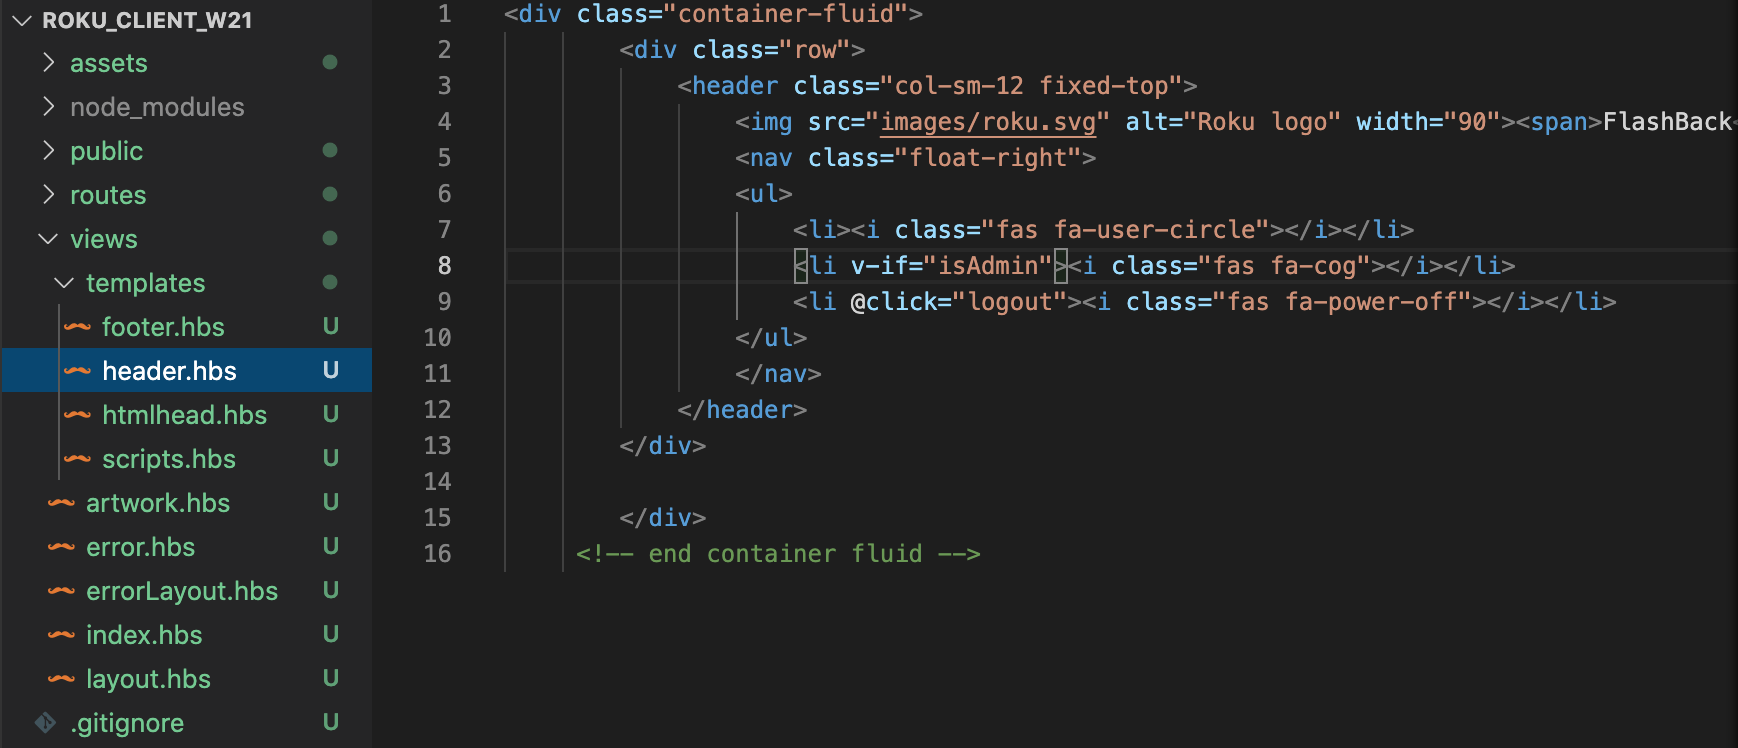 ROKU_CLIENT_W21
assets
node_modules
public
routes
views
templates
footer.hbs U
header.hbs U
htmlhead.hbs U
scripts.hbs U
artwork.hbs U
error.hbs U
errorLayout.hbs U
index.hbs U
layout.hbs U
.gitignore U
1 <div class="container-fluid">
2 <div class="row">
3 <header class="col-sm-12 fixed-top">
4 <img src="images/roku.svg" alt="Roku logo" width="90"><span>FlashBack<
5 <nav class="float-right">
6 <ul>
7 <li><i class="fas fa-user-circle"></i></li>
8 <li v-if="isAdmin"><i class="fas fa-cog"></i></li>
9 <li @click="logout"><i class="fas fa-power-off"></i></li>
10 </ul>
11 </nav>
12 </header>
13 </div>
14
15 </div>
16 <!-- end container fluid -->